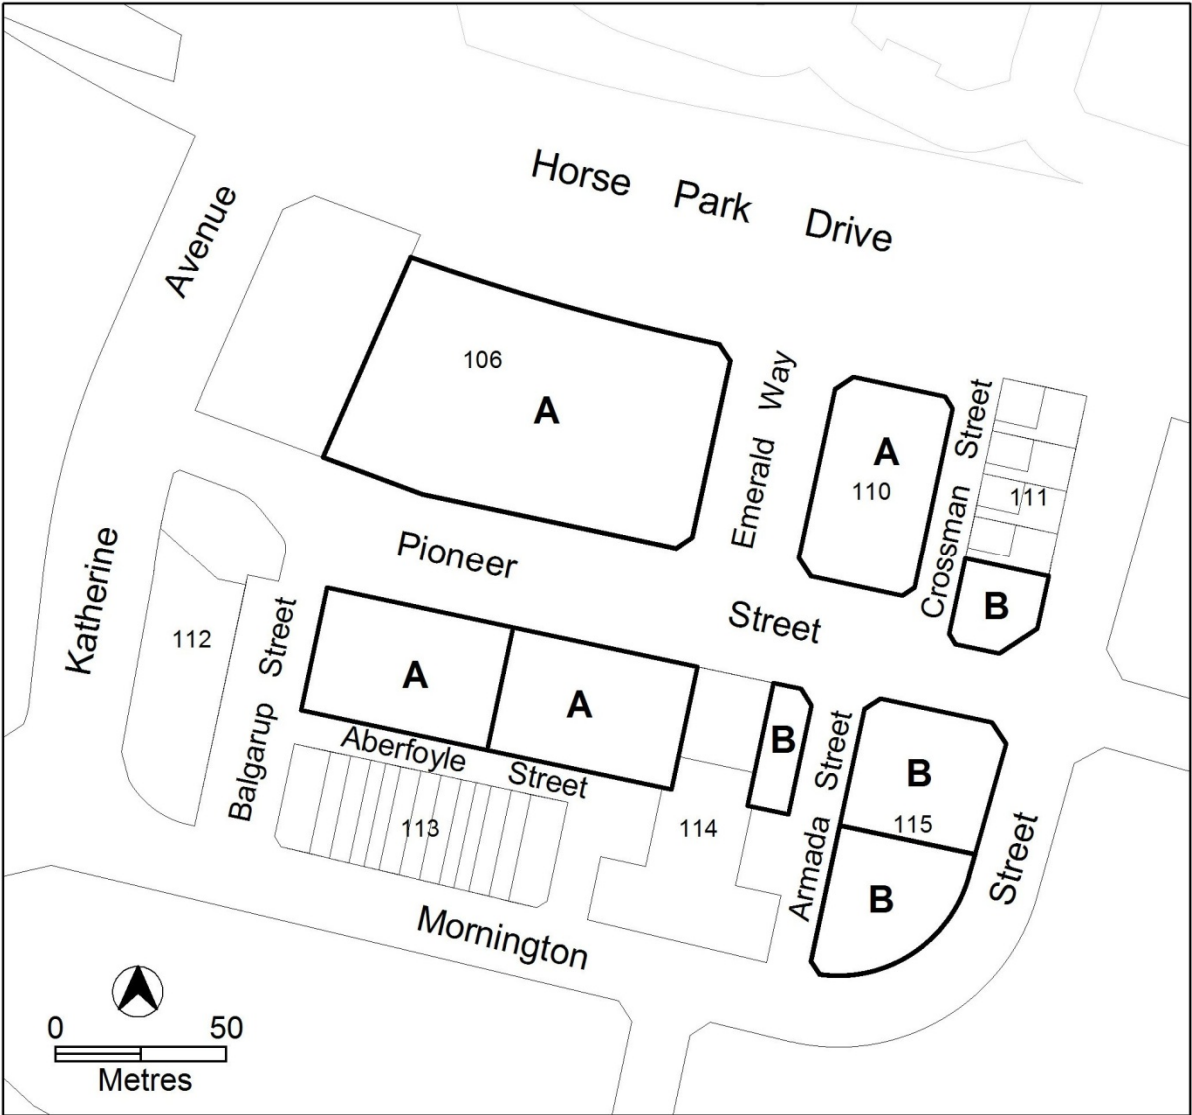 Horse Park Drive
Avenue
106
A
Emerald Way
A
110
Crossman Street
111
B
Katherine
Pioneer
Street
112
Balgarup Street
A
A
B
Armada Street
B
115
Aberfoyle Street
113
114
B
Street
Mornington
0 50
Metres